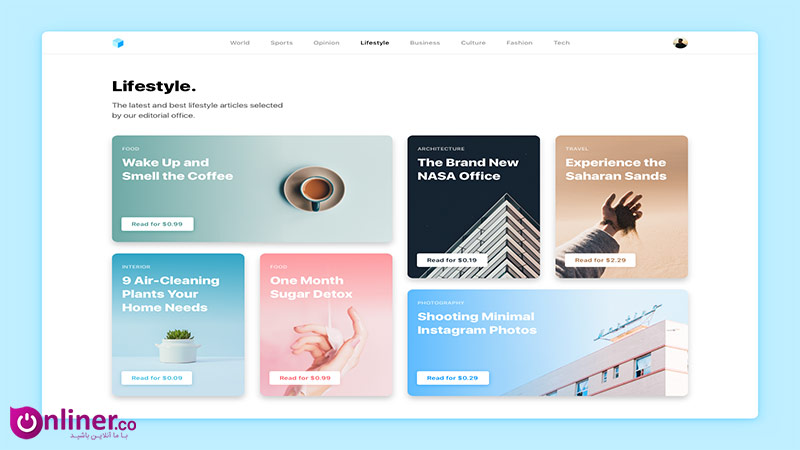 World Sports Opinion Lifestyle Business Culture Fashion Tech
Lifestyle.
The latest and best lifestyle articles selected
by our editorial office.
FOOD
Wake Up and
Smell the Coffee
Read for $0.99
ARCHITECTURE
The Brand New
NASA Office
Read for $0.19
TRAVEL
Experience the
Saharan Sands
Read for $2.29
INTERIOR
9 Air-Cleaning
Plants Your
Home Needs
Read for $0.09
FOOD
One Month
Sugar Detox
Read for $0.99
PHOTOGRAPHY
Shooting Minimal
Instagram Photos
Read for $0.29
Onliner.co
با ما آنلاین باشید